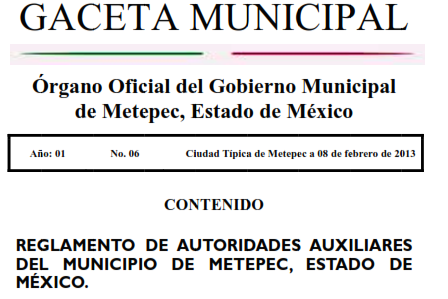 GACETA MUNICIPAL
Órgano Oficial del Gobierno Municipal
de Metepec, Estado de México
Año: 01 No. 06 Ciudad Típica de Metepec a 08 de febrero de 2013
CONTENIDO
REGLAMENTO DE AUTORIDADES AUXILIARES
DEL MUNICIPIO DE METEPEC, ESTADO DE
MÉXICO.